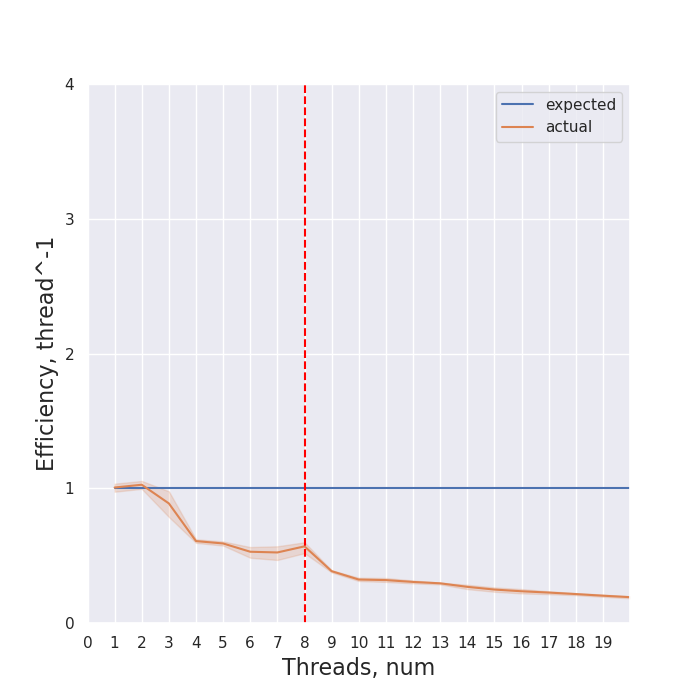 expected
actual
4
3
2
1
0
Efficiency, thread^-1
0 1 2 3 4 5 6 7 8 9 10 11 12 13 14 15 16 17 18 19
Threads, num